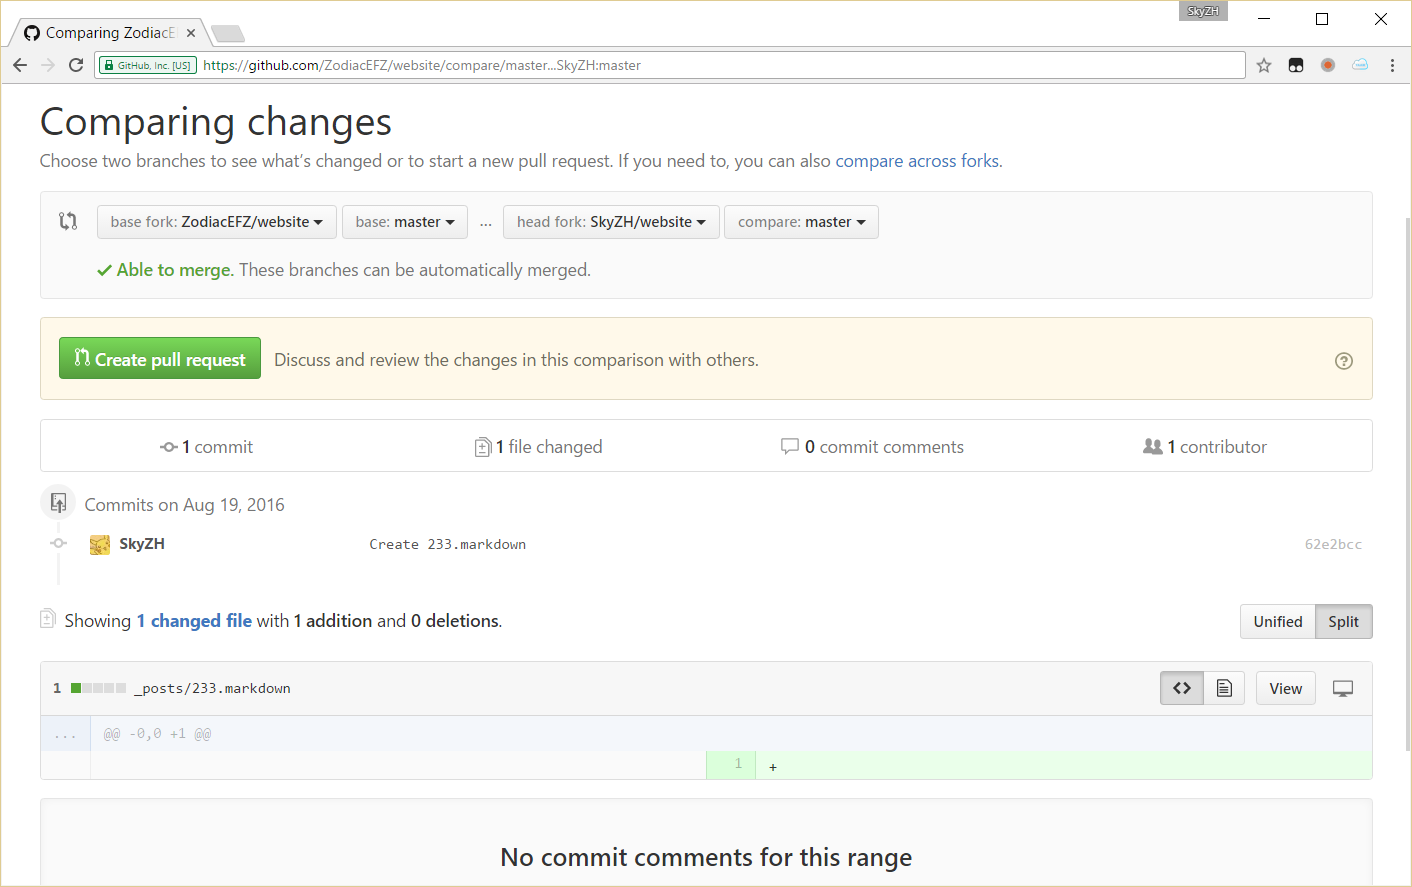 SkyZH
Comparing ZodiacE
GitHub, Inc. [US] https://github.com/ZodiacEFZ/website/compare/master...SkyZH:master
Comparing changes
Choose two branches to see what's changed or to start a new pull request. If you need to, you can also compare across forks.
base fork: ZodiacEFZ/website base: master ... head fork: SkyZH/website compare: master
Able to merge. These branches can be automatically merged.
Create pull request Discuss and review the changes in this comparison with others.
1 commit 1 file changed 0 commit comments 1 contributor
Commits on Aug 19, 2016
SkyZH Create 233.markdown 62e2bcc
Showing 1 changed file with 1 addition and 0 deletions.
Unified Split
1 _posts/233.markdown View
... @@ -0,0 +1 @@
1 +
No commit comments for this range